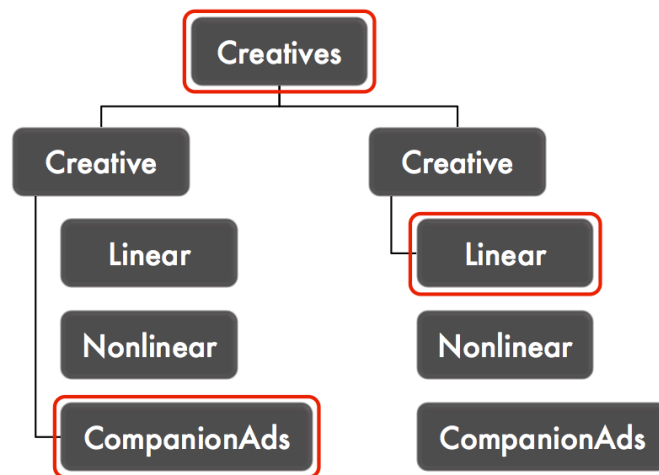 Creatives
Creative
Creative
Linear
Linear
Nonlinear
Nonlinear
CompanionAds
CompanionAds